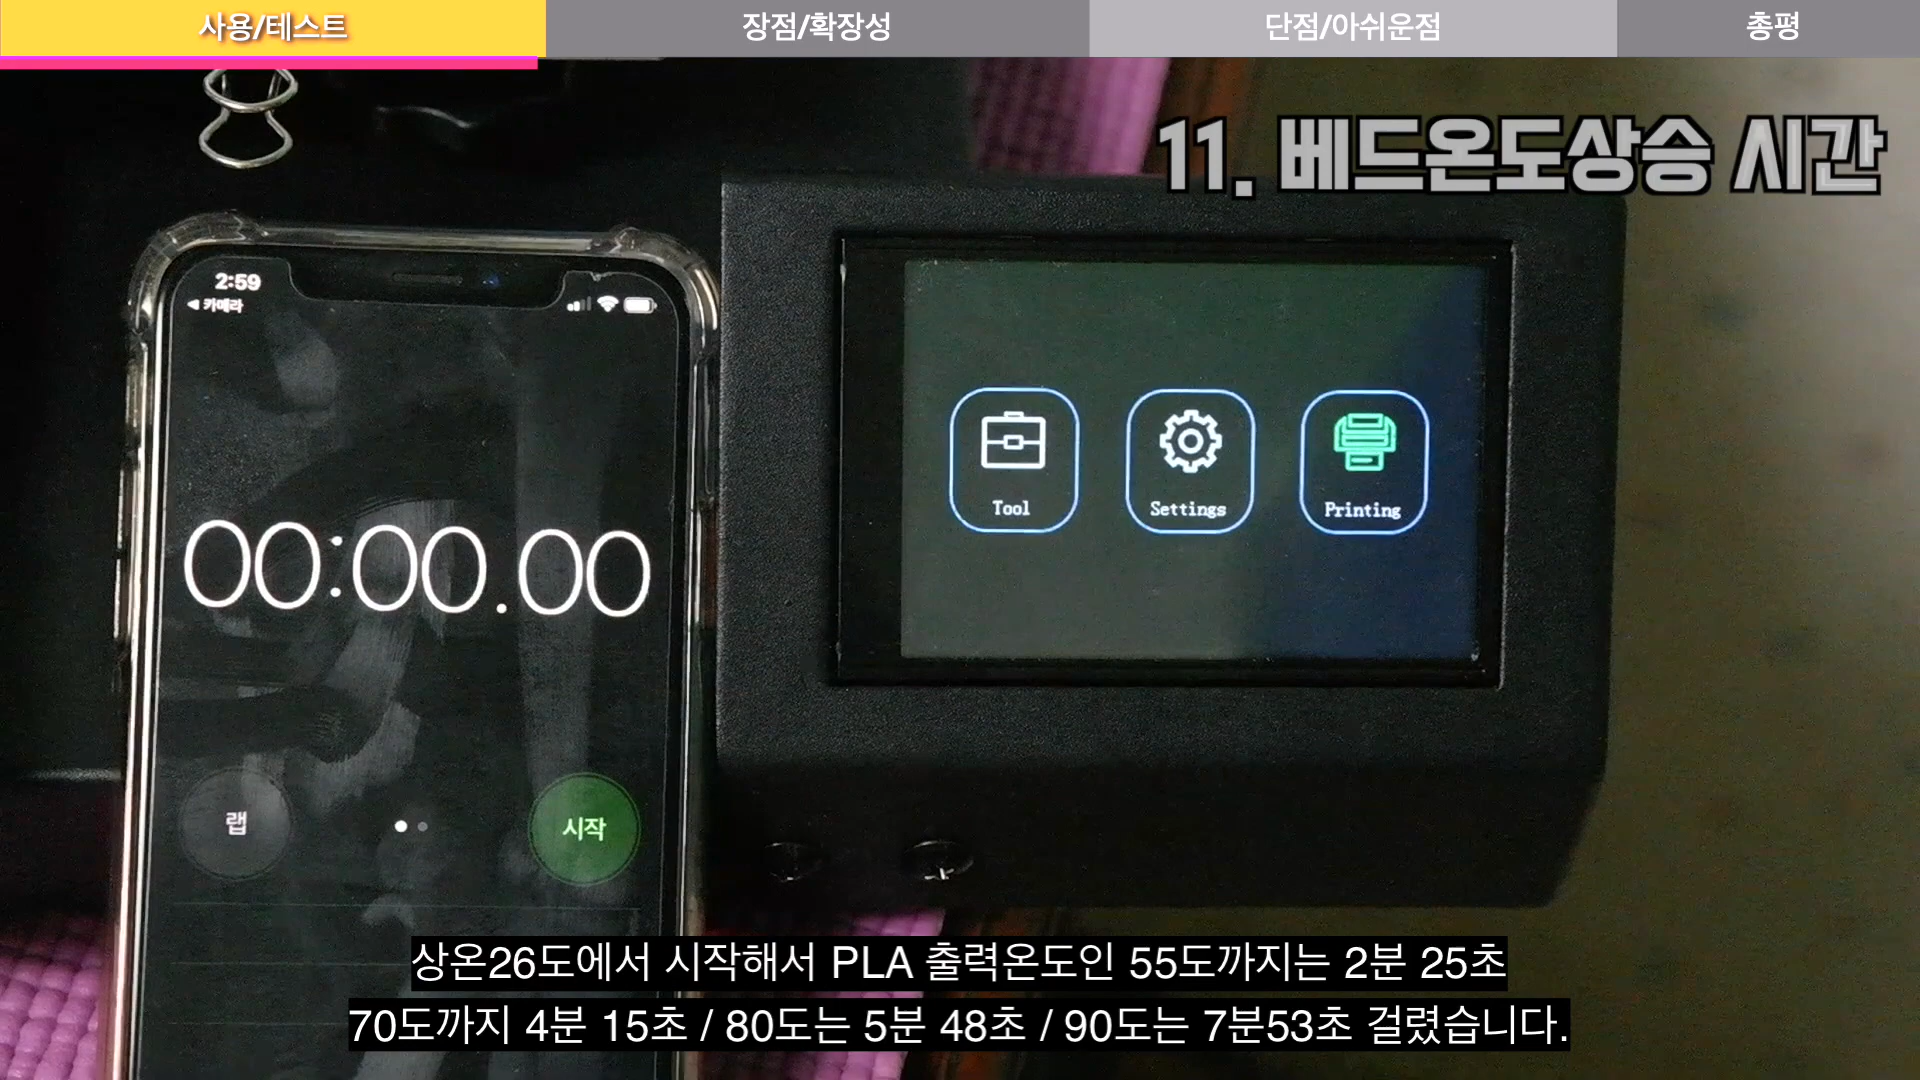 사용/테스트
장점/확장성
단점/아쉬운점
총평
11. 베드온도상승 시간
2:59
◀ 카메라
00:00.00
랩
시작
Tool
Settings
Printing
상온26도에서 시작해서 PLA 출력온도인 55도까지는 2분 25초
70도까지 4분 15초 / 80도는 5분 48초 / 90도는 7분53초 걸렸습니다.